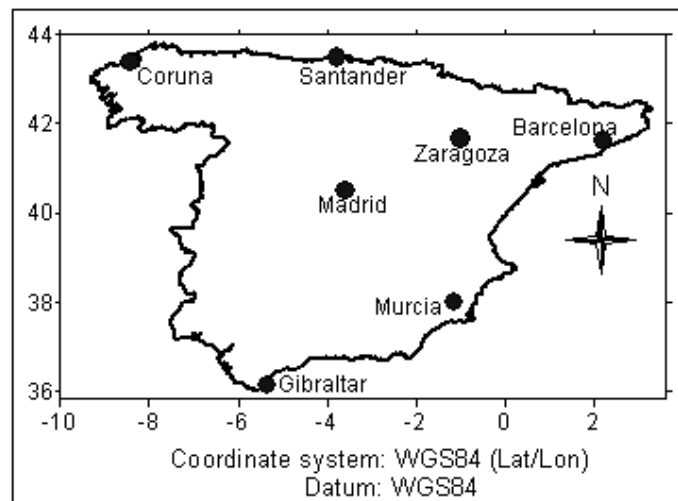 44
Coruna
Santander
42
Barcelona
Zaragoza
N
40
Madrid
38
Murcia
36
Gibraltar
-10 -8 -6 -4 -2 0 2
Coordinate system: WGS84 (Lat/Lon)
Datum: WGS84